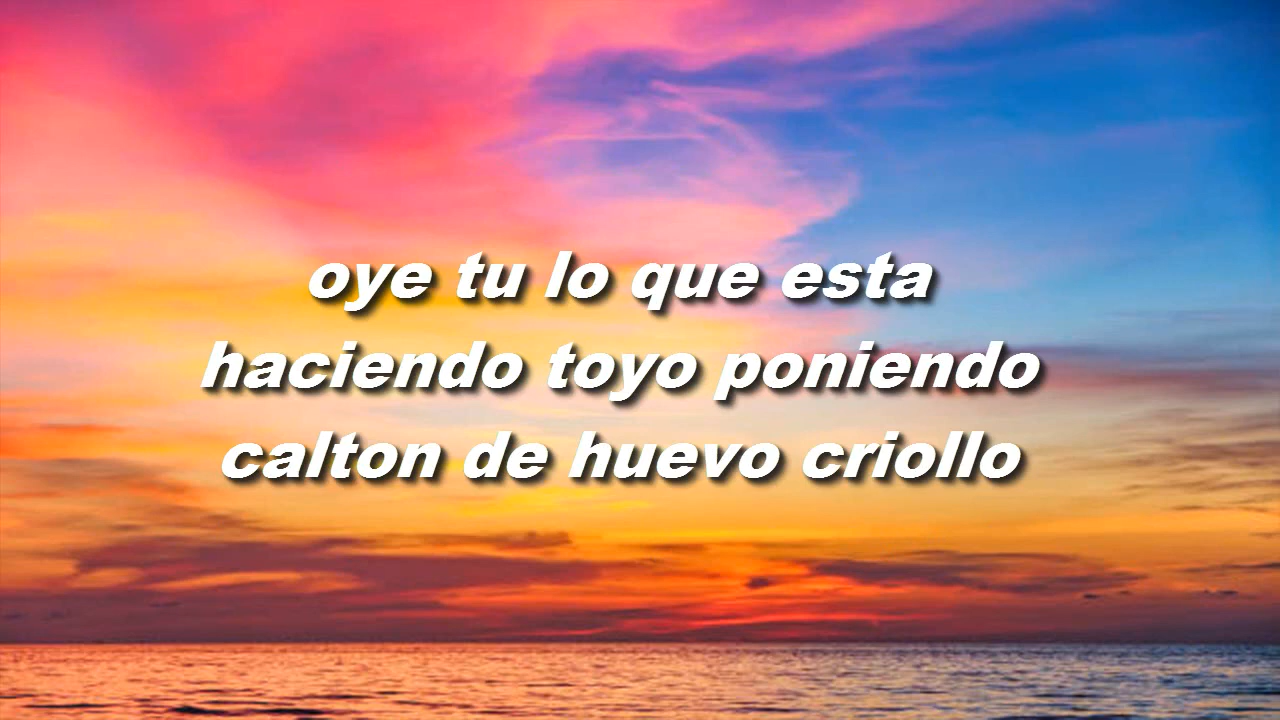 oye tu lo que esta
haciendo toyo poniendo
calton de huevo criollo